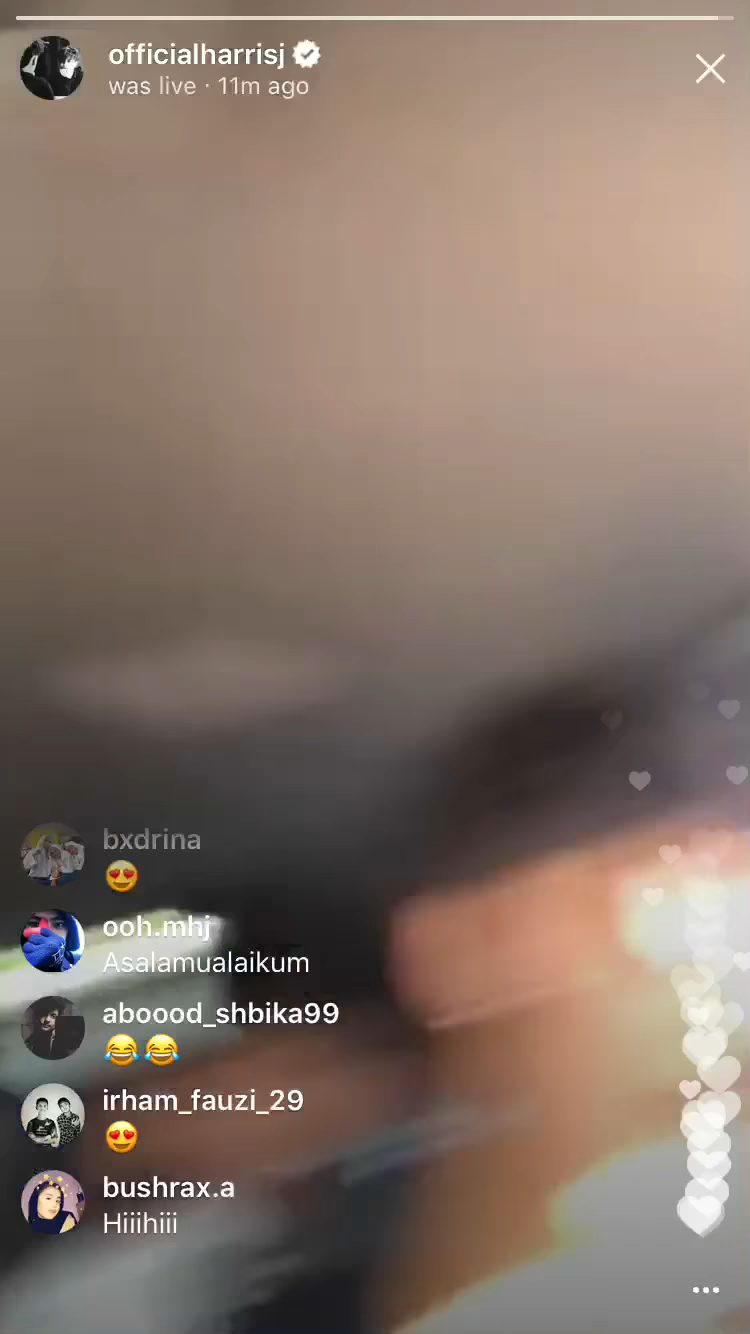 officialharrisj
was live · 11m ago
bxdrina
😍
ooh.mhj
Asalamualaikum
aboood_shbika99
😂😂
irham_fauzi_29
😍
bushrax.a
Hiiihiii